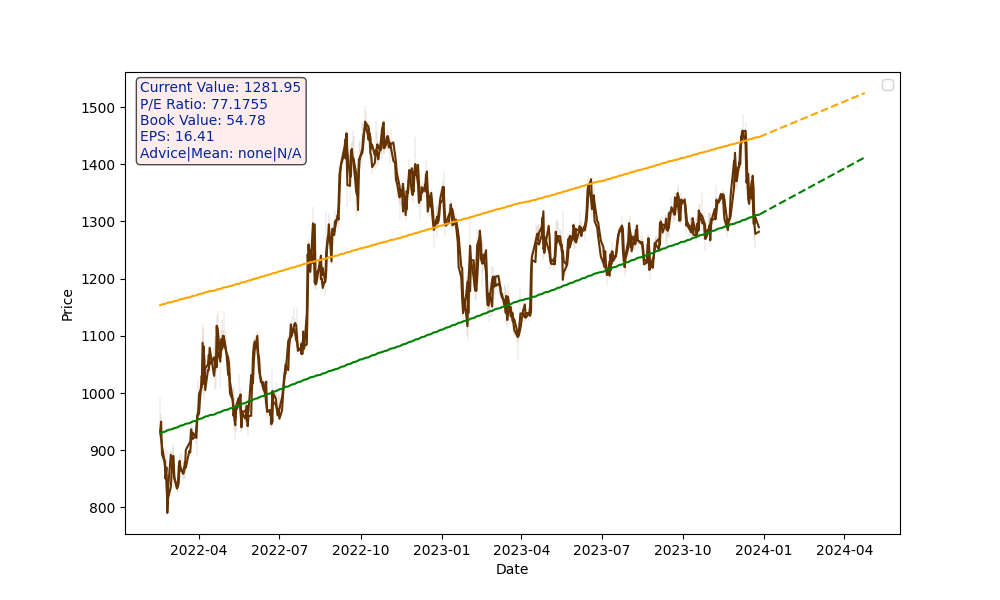 Current Value: 1281.95
P/E Ratio: 77.1755
Book Value: 54.78
EPS: 16.41
Advice|Mean: none|N/A
Price
1500
1400
1300
1200
1100
1000
900
800
2022-04 2022-07 2022-10 2023-01 2023-04 2023-07 2023-10 2024-01 2024-04
Date